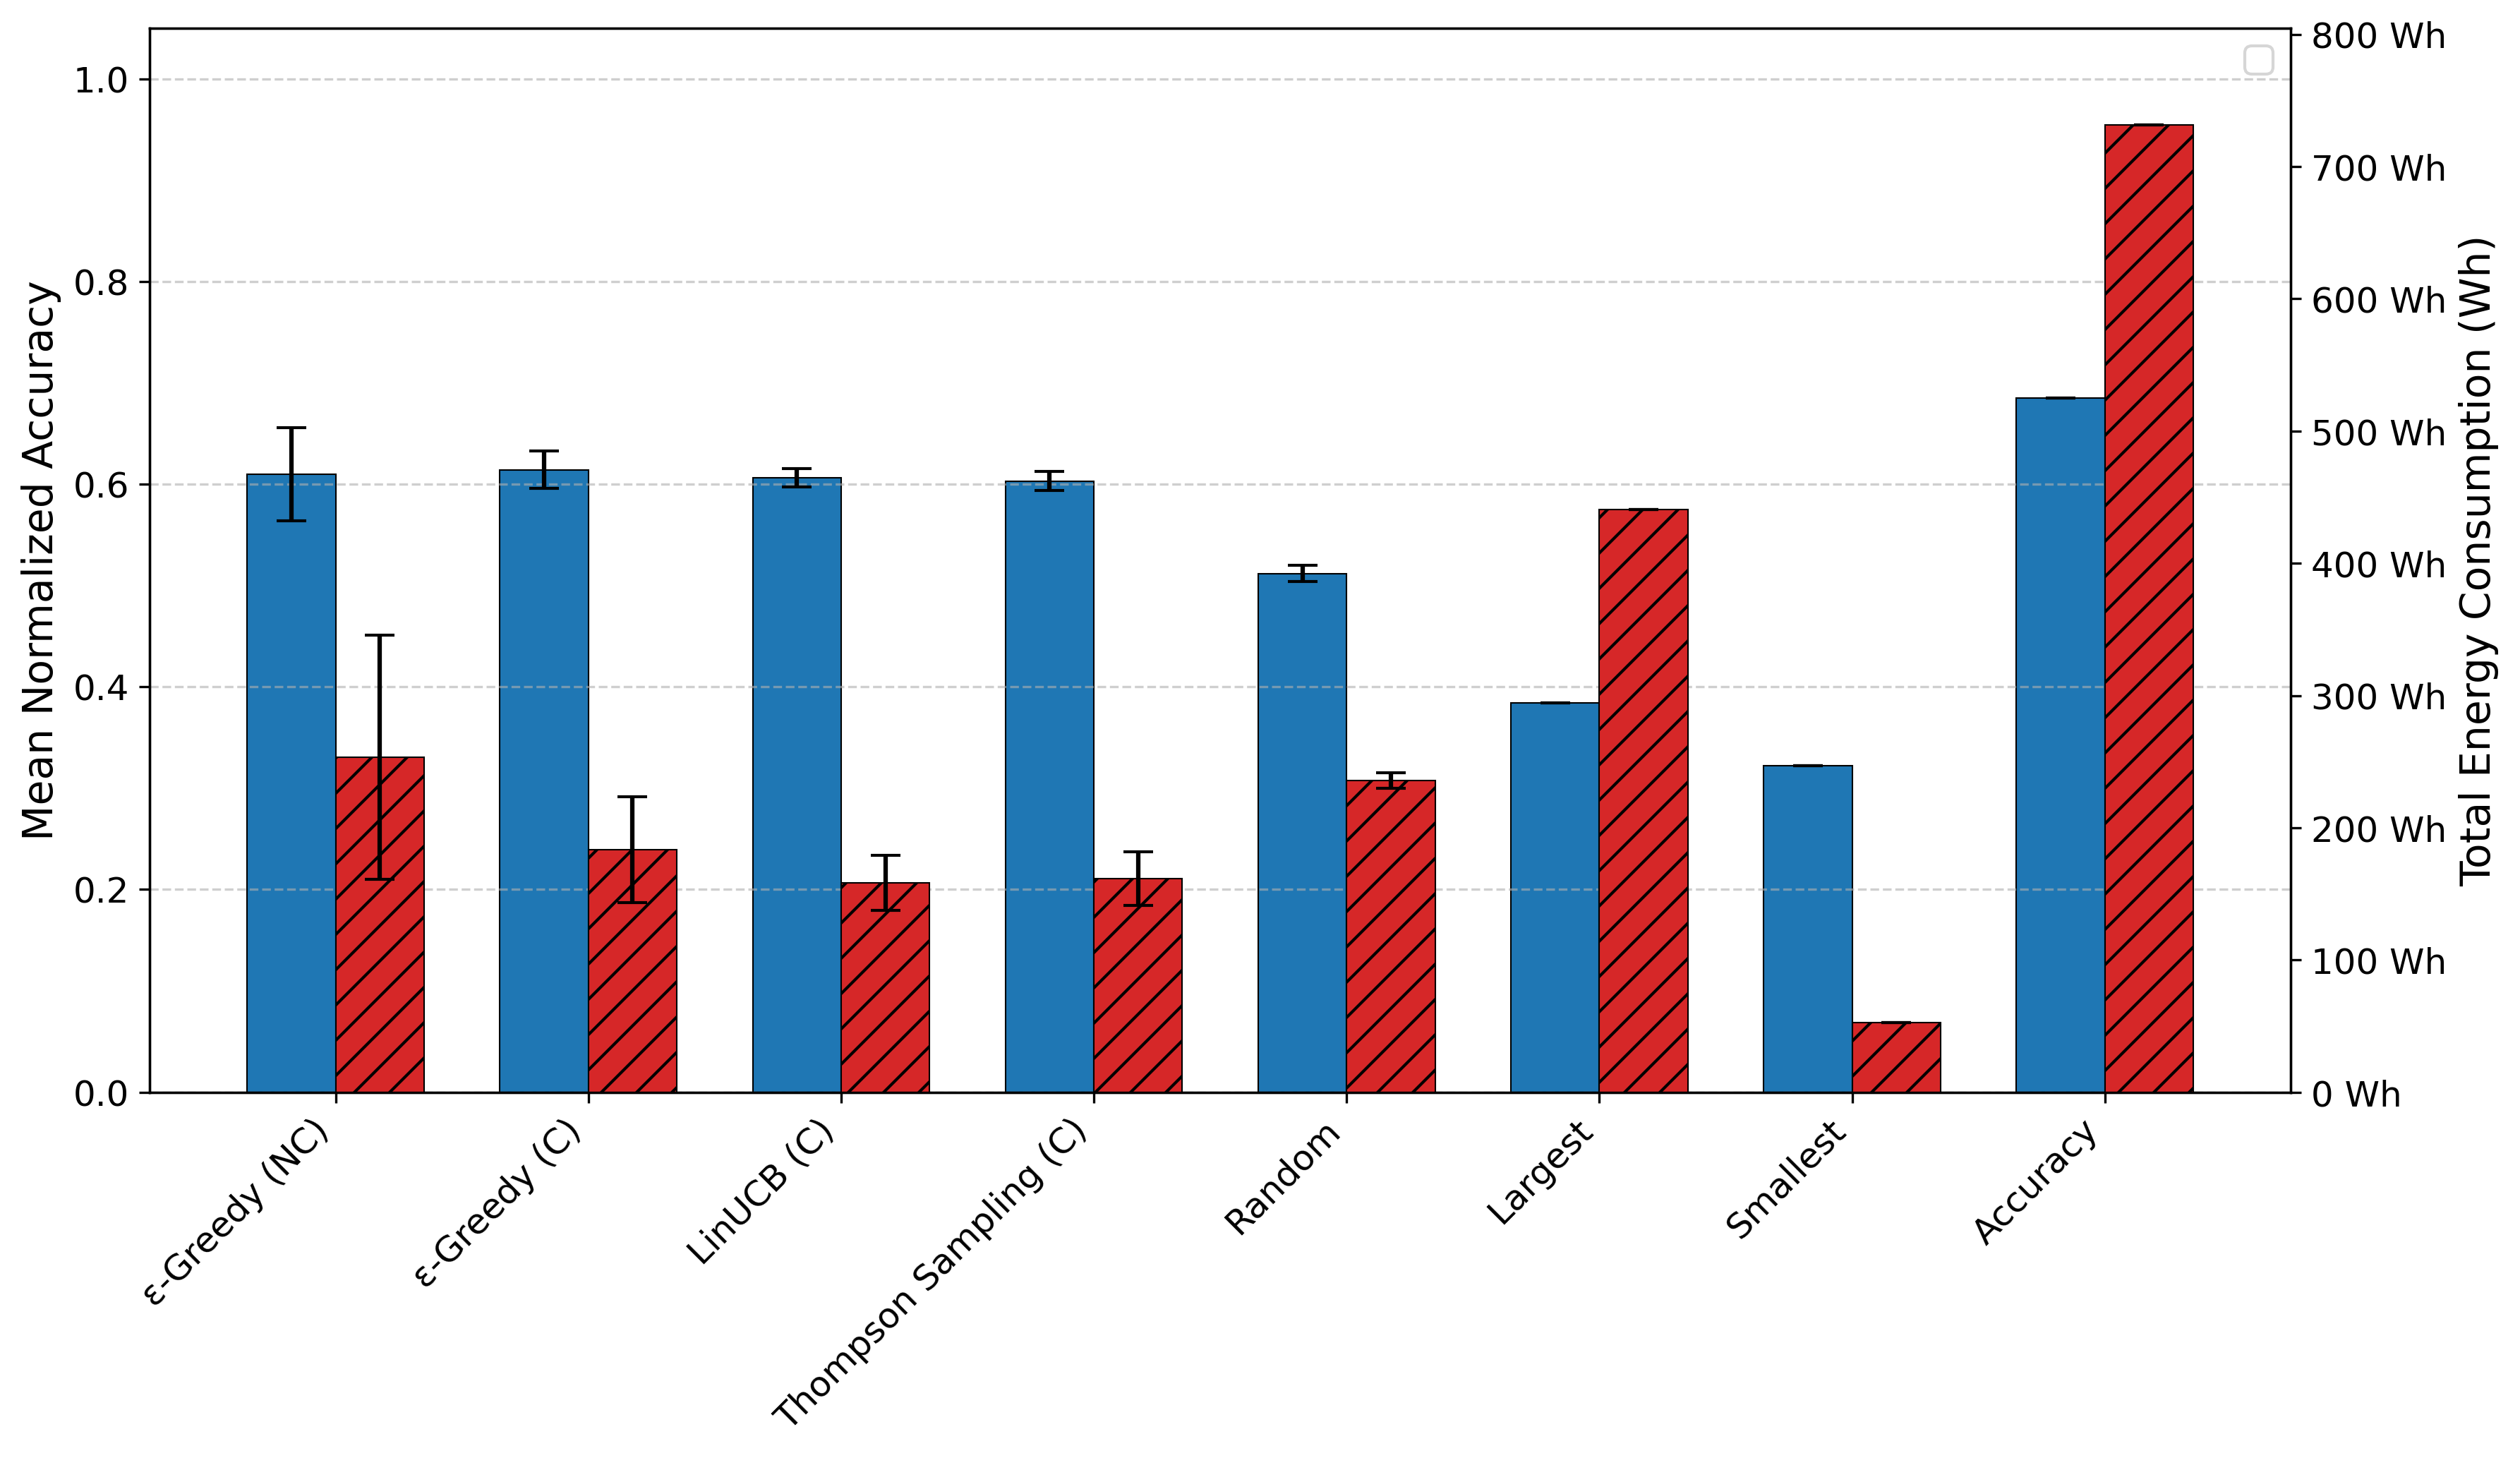 Mean Normalized Accuracy
1.0
0.8
0.6
0.4
0.2
0.0
800 Wh
700 Wh
600 Wh
500 Wh
400 Wh
300 Wh
200 Wh
100 Wh
0 Wh
Total Energy Consumption (Wh)
ε-Greedy (NC)
ε-Greedy (C)
LinUCB (C)
Thompson Sampling (C)
Random
Largest
Smallest
Accuracy